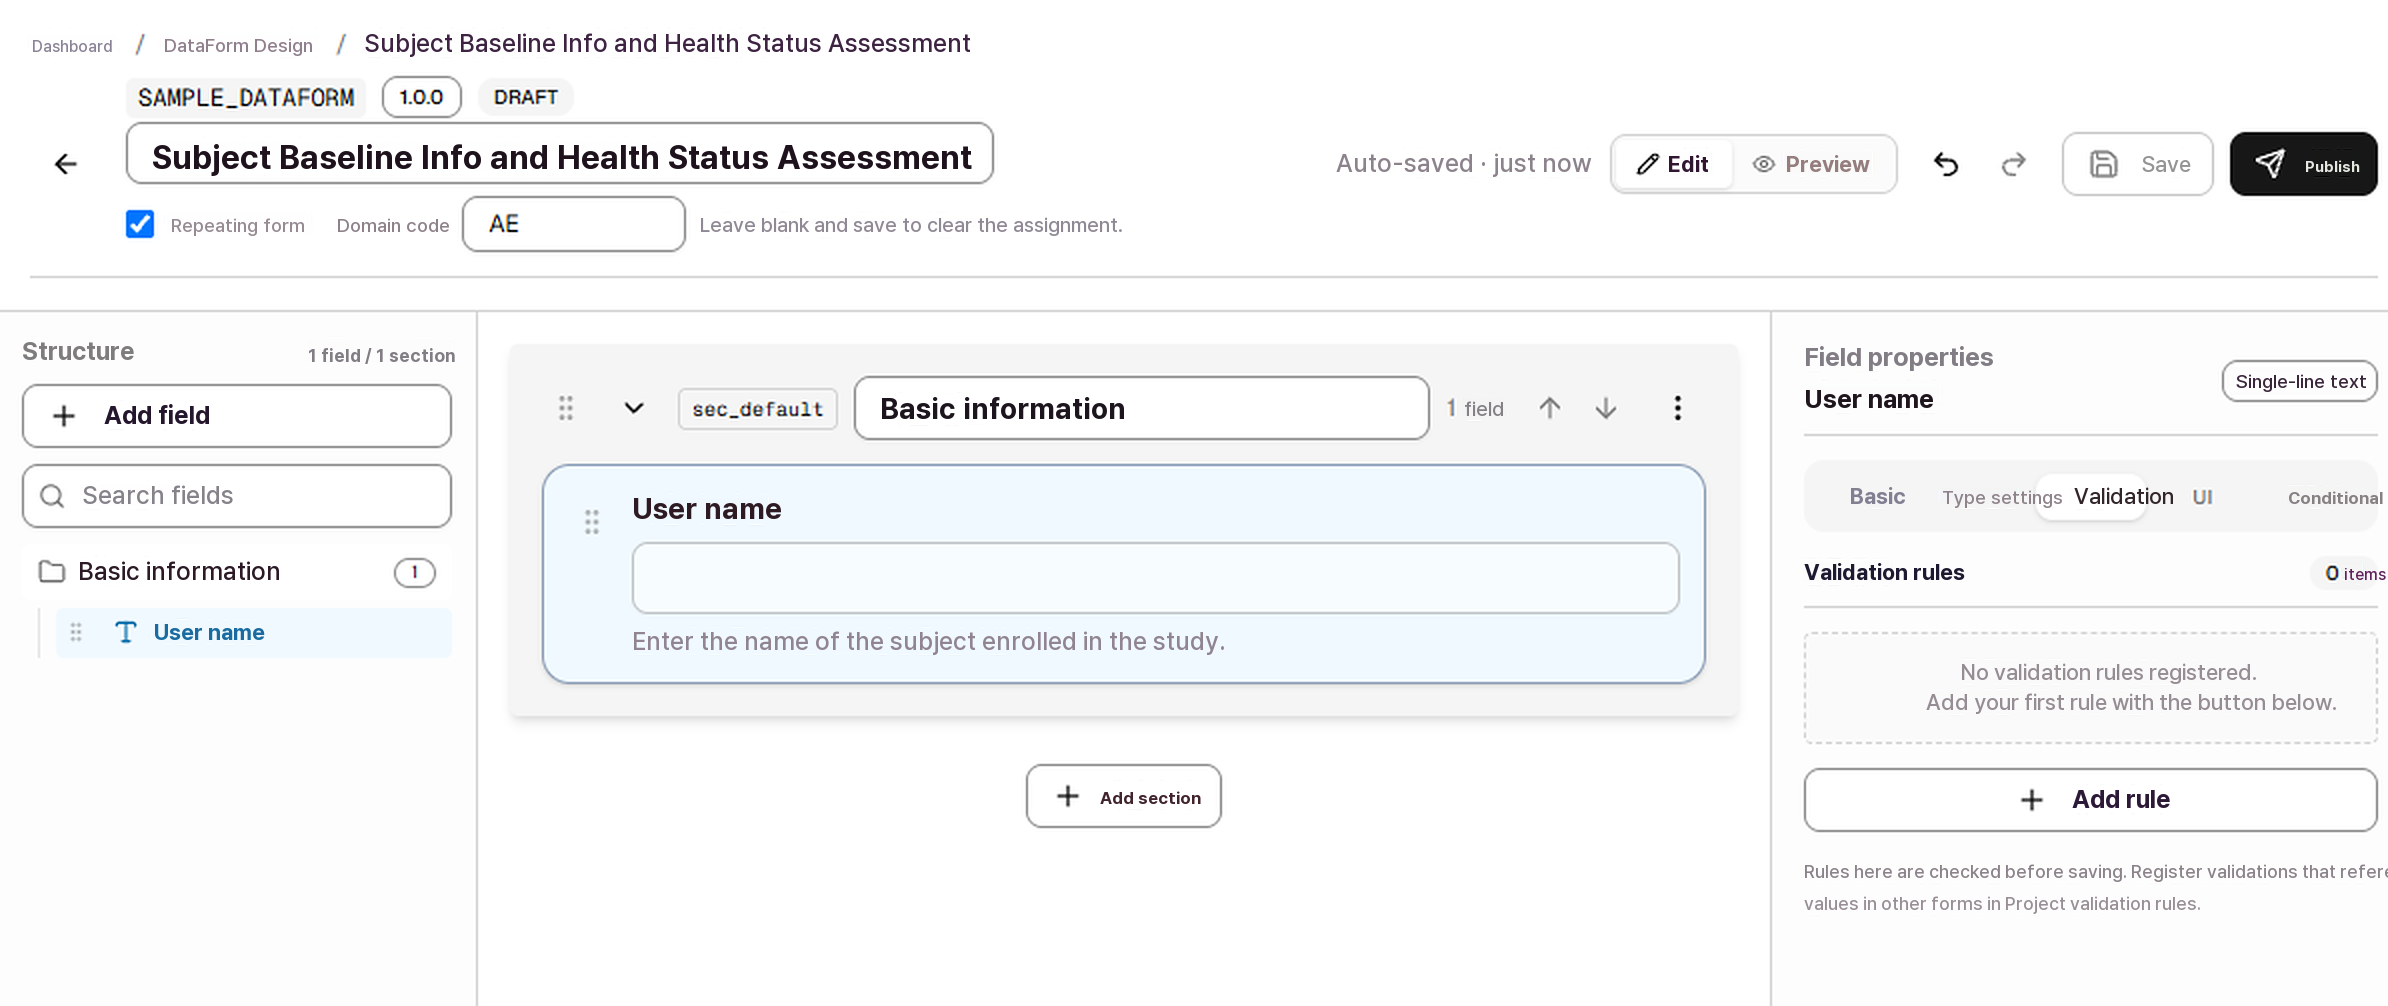 Dashboard / DataForm Design / Subject Baseline Info and Health Status Assessment
SAMPLE_DATAFORM 1.0.0 DRAFT
Subject Baseline Info and Health Status Assessment
Auto-saved · just now Edit Preview Save Publish
Repeating form Domain code AE Leave blank and save to clear the assignment.
Structure 1 field / 1 section
Add field
Search fields
Basic information 1
User name
sec_default Basic information 1 field
User name
Enter the name of the subject enrolled in the study.
Add section
Field properties
User name Single-line text
Basic Type settings Validation UI Conditional
Validation rules 0 items
No validation rules registered.
Add your first rule with the button below.
Add rule
Rules here are checked before saving. Register validations that
values in other forms in Project validation rules.